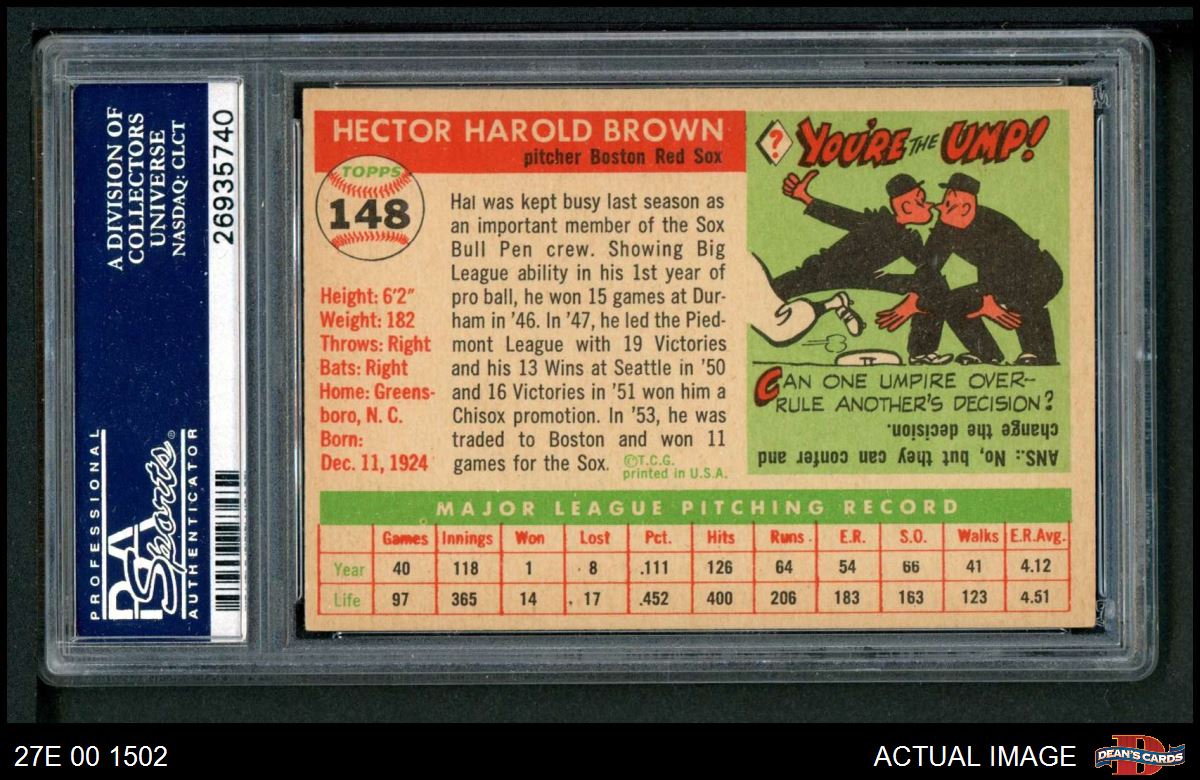 A DIVISION OF
COLLECTORS
UNIVERSE
NASDAQ: CLCT
26935740
PROFESSIONAL
PSA
Sports®
AUTHENTICATOR
HECTOR HAROLD BROWN
pitcher Boston Red Sox
TOPPS
148
Height: 6'2"
Weight: 182
Throws: Right
Bats: Right
Home: Greens-
boro, N. C.
Born:
Dec. 11, 1924
Hal was kept busy last season as
an important member of the Sox
Bull Pen crew. Showing Big
League ability in his 1st year of
pro ball, he won 15 games at Dur-
ham in '46. In '47, he led the Pied-
mont League with 19 Victories
and his 13 Wins at Seattle in '50
and 16 Victories in '51 won him a
Chisox promotion. In '53, he was
traded to Boston and won 11
games for the Sox.
©T.C.G.
printed in U.S.A.
? YOU'RE THE UMP!
CAN ONE UMPIRE OVER-
RULE ANOTHER'S DECISION?
ANS.: No, but they can confer and
change the decision.
MAJOR LEAGUE PITCHING RECORD
Games Innings Won Lost Pct. Hits Runs E.R. S.O. Walks E.R.Avg.
Year 40 118 1 8 .111 126 64 54 66 41 4.12
Life 97 365 14 17 .452 400 206 183 163 123 4.51
27E 00 1502
ACTUAL IMAGE
D
DEAN'S CARDS